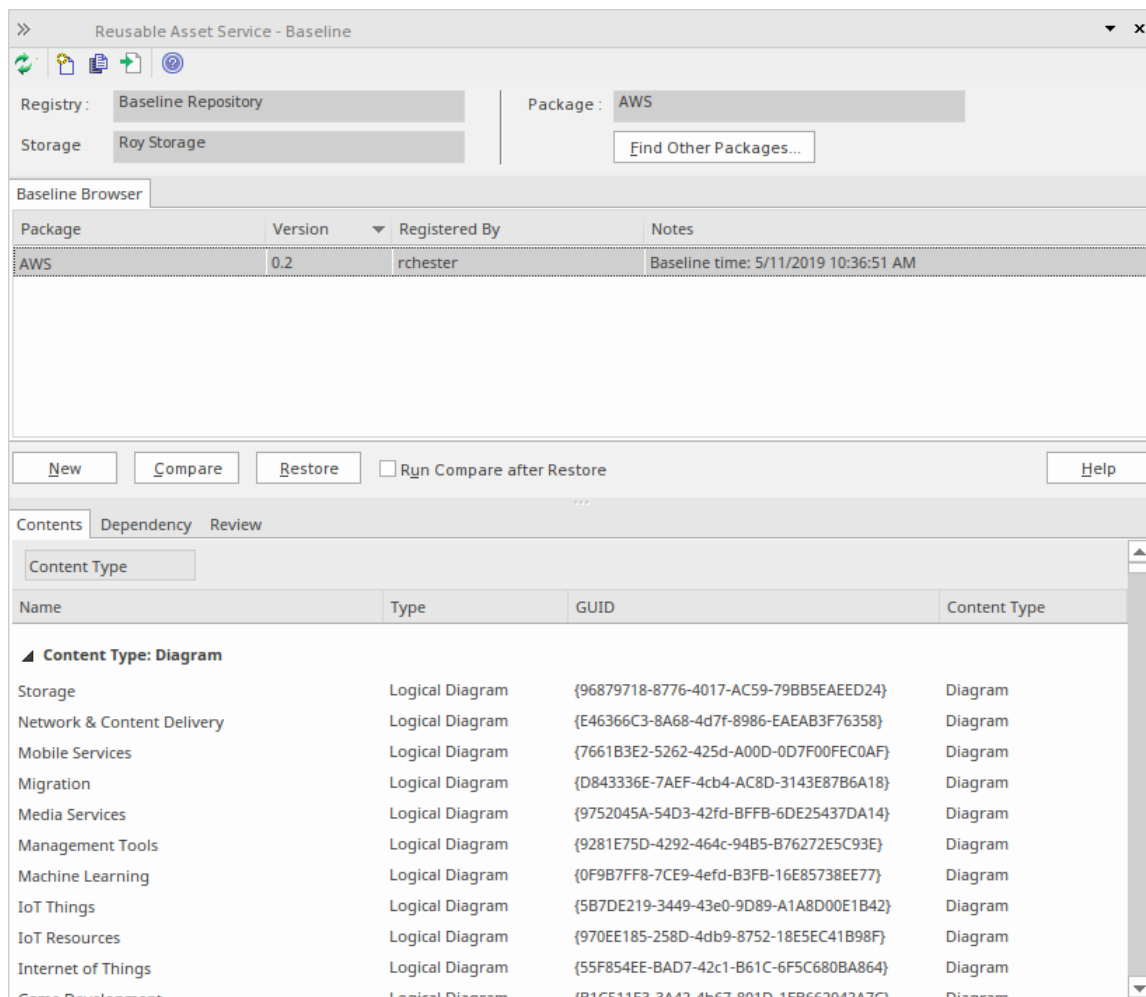 Reusable Asset Service - Baseline
Registry : Baseline Repository Package : AWS
Storage Roy Storage Find Other Packages...
Baseline Browser
Package Version Registered By Notes
AWS 0.2 rchester Baseline time: 5/11/2019 10:36:51 AM
New Compare Restore Run Compare after Restore Help
Contents Dependency Review
Content Type
Name Type GUID Content Type
Content Type: Diagram
Storage Logical Diagram {96879718-8776-4017-AC59-79BB5EAEED24} Diagram
Network & Content Delivery Logical Diagram {E46366C3-8A68-4d7f-8986-EAEAB3F76358} Diagram
Mobile Services Logical Diagram {7661B3E2-5262-425d-A00D-0D7F00FEC0AF} Diagram
Migration Logical Diagram {D843336E-7AEF-4cb4-AC8D-3143E87B6A18} Diagram
Media Services Logical Diagram {9752045A-54D3-42fd-BFFB-6DE25437DA14} Diagram
Management Tools Logical Diagram {9281E75D-4292-464c-94B5-B76272E5C93E} Diagram
Machine Learning Logical Diagram {0F9B7FF8-7CE9-4efd-B3FB-16E85738EE77} Diagram
IoT Things Logical Diagram {5B7DE219-3449-43e0-9D89-A1A8D00E1B42} Diagram
IoT Resources Logical Diagram {970EE185-258D-4db9-8752-18E5EC41B98F} Diagram
Internet of Things Logical Diagram {55F854EE-BAD7-42c1-B61C-6F5C680BA864} Diagram
Game Development Logical Diagram Diagram